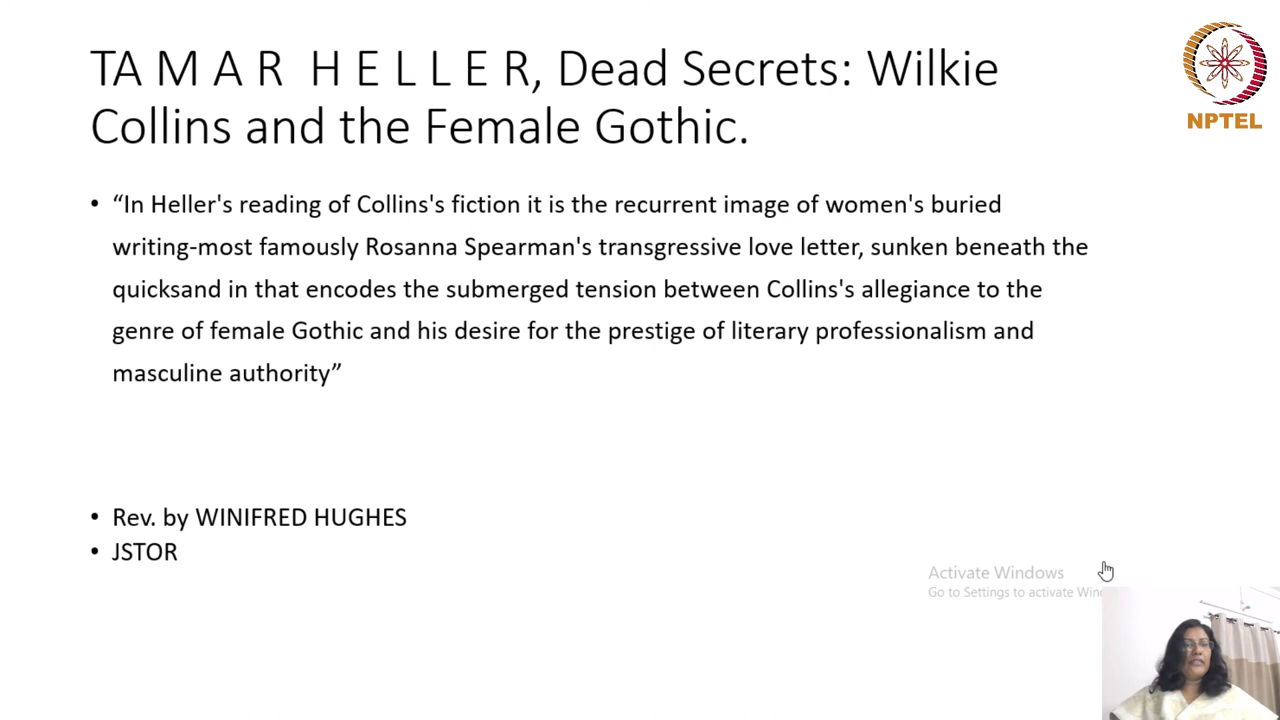 TA M A R H E L L E R, Dead Secrets: Wilkie
Collins and the Female Gothic.
NPTEL
• “In Heller's reading of Collins's fiction it is the recurrent image of women's buried
writing-most famously Rosanna Spearman's transgressive love letter, sunken beneath the
quicksand in that encodes the submerged tension between Collins's allegiance to the
genre of female Gothic and his desire for the prestige of literary professionalism and
masculine authority”
• Rev. by WINIFRED HUGHES
• JSTOR
Activate Windows
Go to Settings to activate